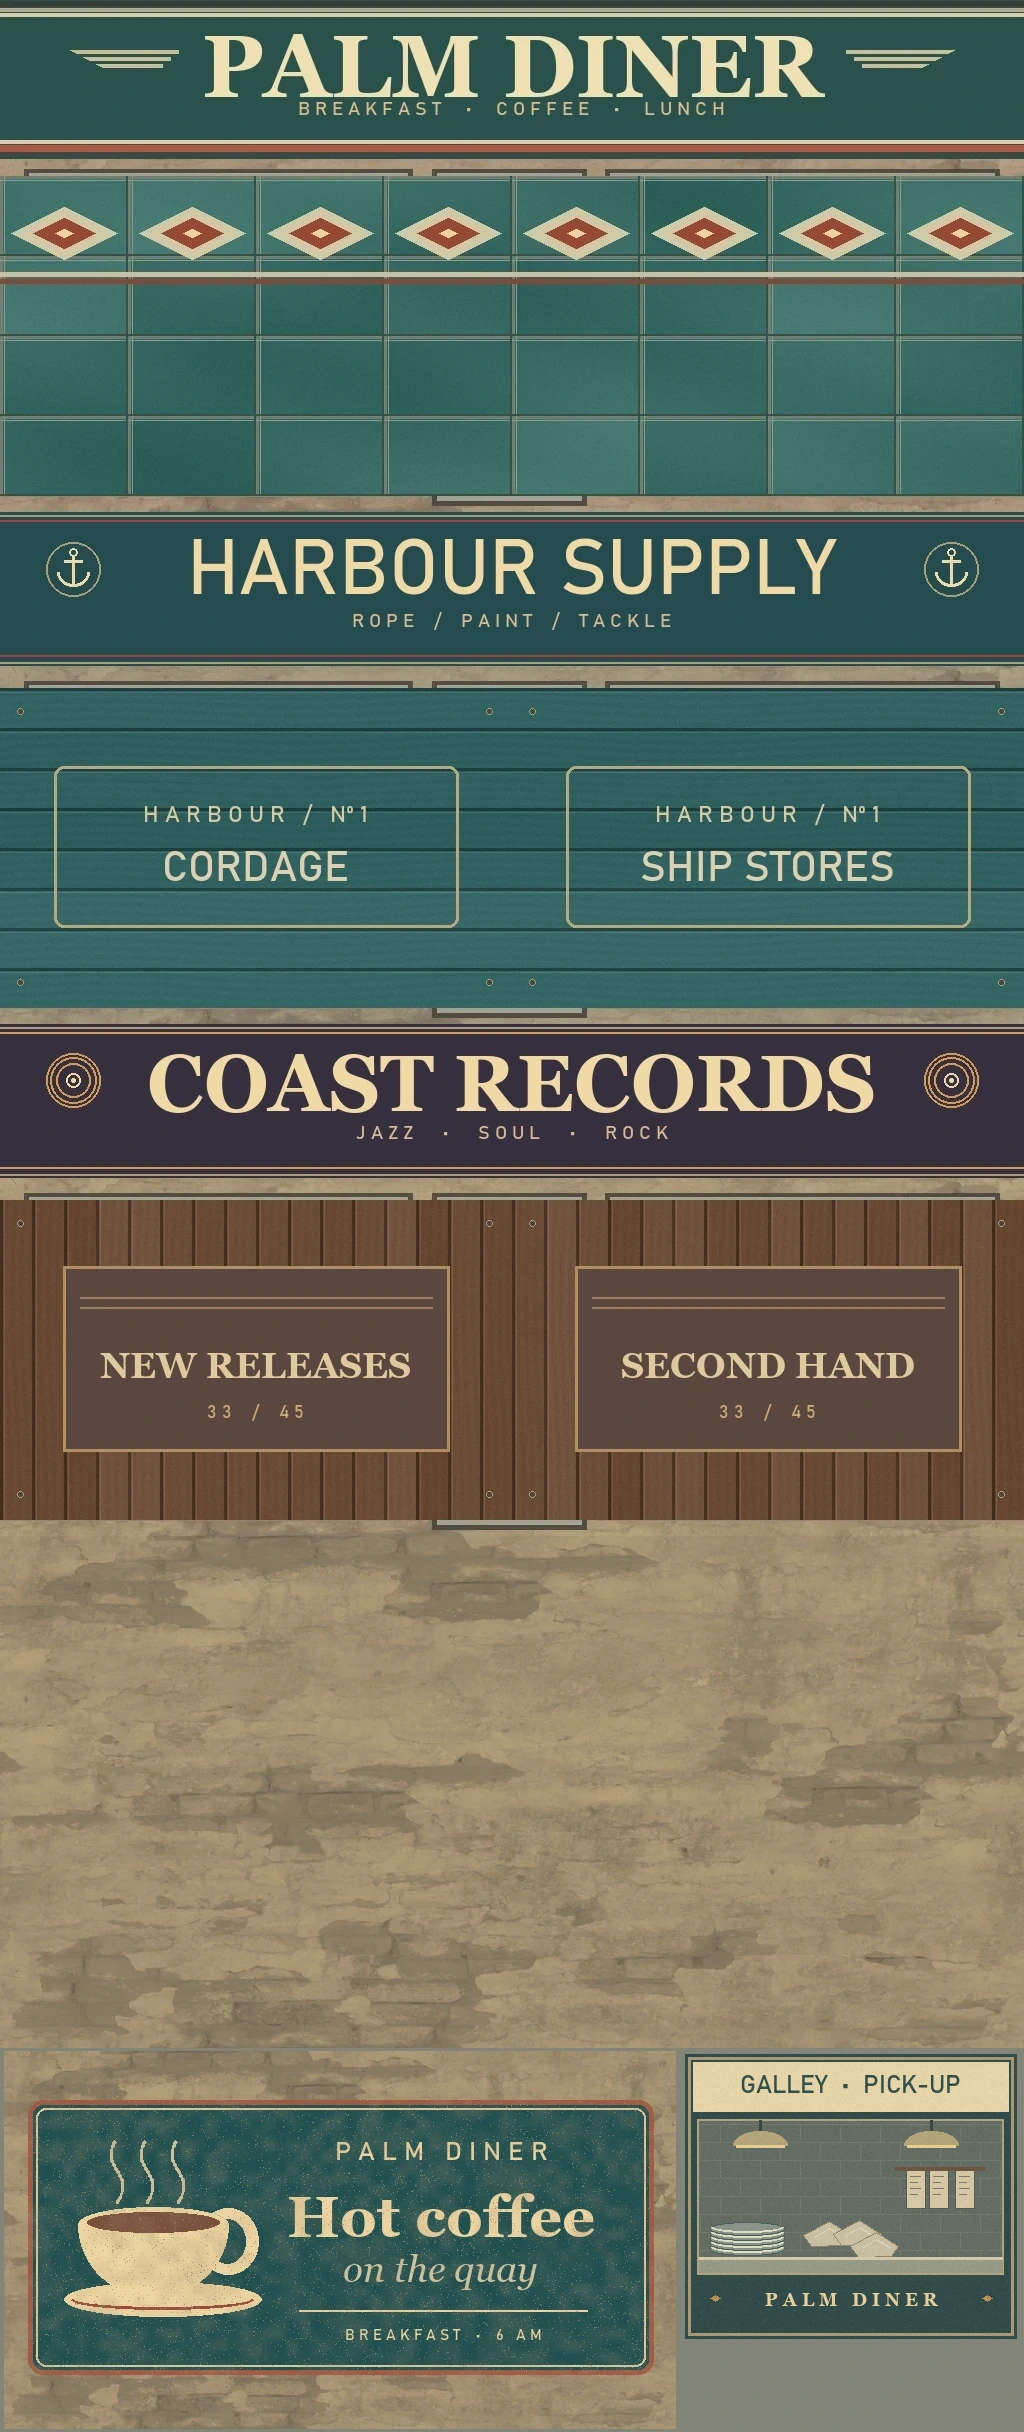 PALM DINER
BREAKFAST · COFFEE · LUNCH
HARBOUR SUPPLY
ROPE / PAINT / TACKLE
HARBOUR / Nº1
CORDAGE
HARBOUR / Nº1
SHIP STORES
COAST RECORDS
JAZZ · SOUL · ROCK
NEW RELEASES
33 / 45
SECOND HAND
33 / 45
PALM DINER
Hot coffee
on the quay
BREAKFAST · 6 AM
GALLEY · PICK-UP
PALM DINER